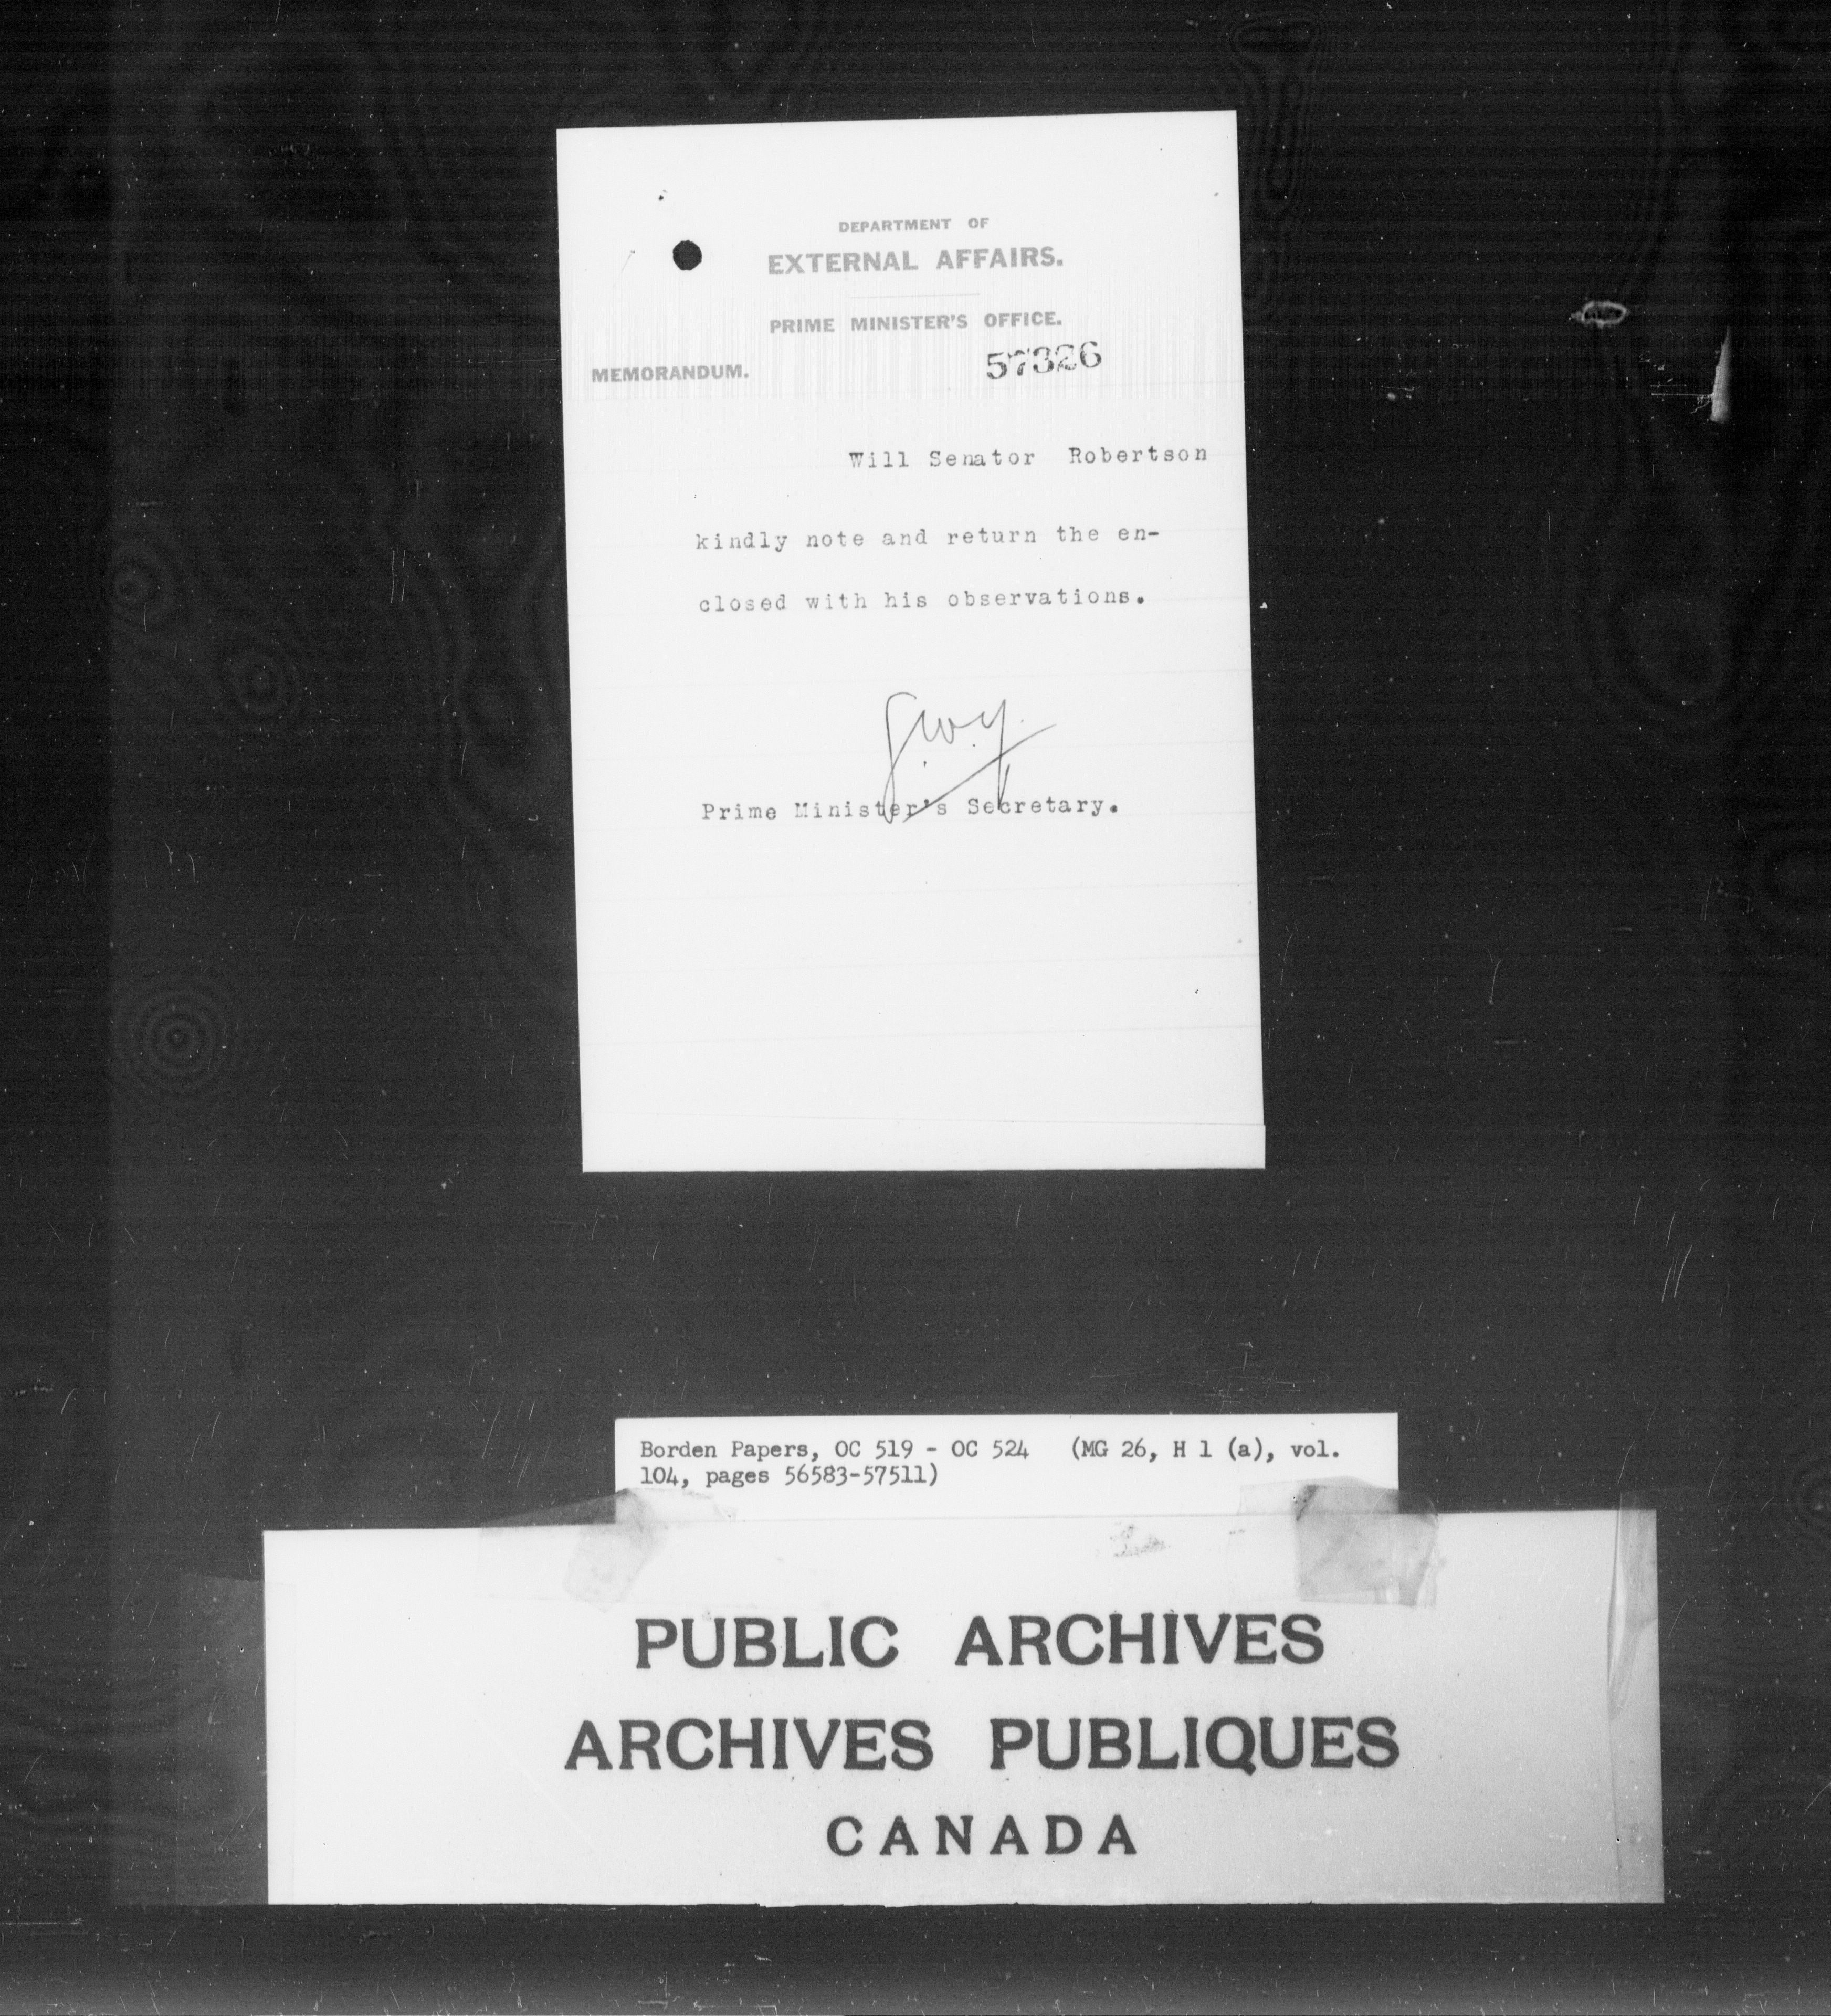 DEPARTMENT OF
EXTERNAL AFFAIRS.
PRIME MINISTER'S OFFICE.
57326
MEMORANDUM.
Will Senator Robertson
kindly note and return the en-
closed with his observations.
Prime Minister's Secretary.
Borden Papers, OC 519 - OC 524 (MG 26, H 1 (a), vol.
104, pages 56583-57511)
PUBLIC ARCHIVES
ARCHIVES PUBLIQUES
CANADA